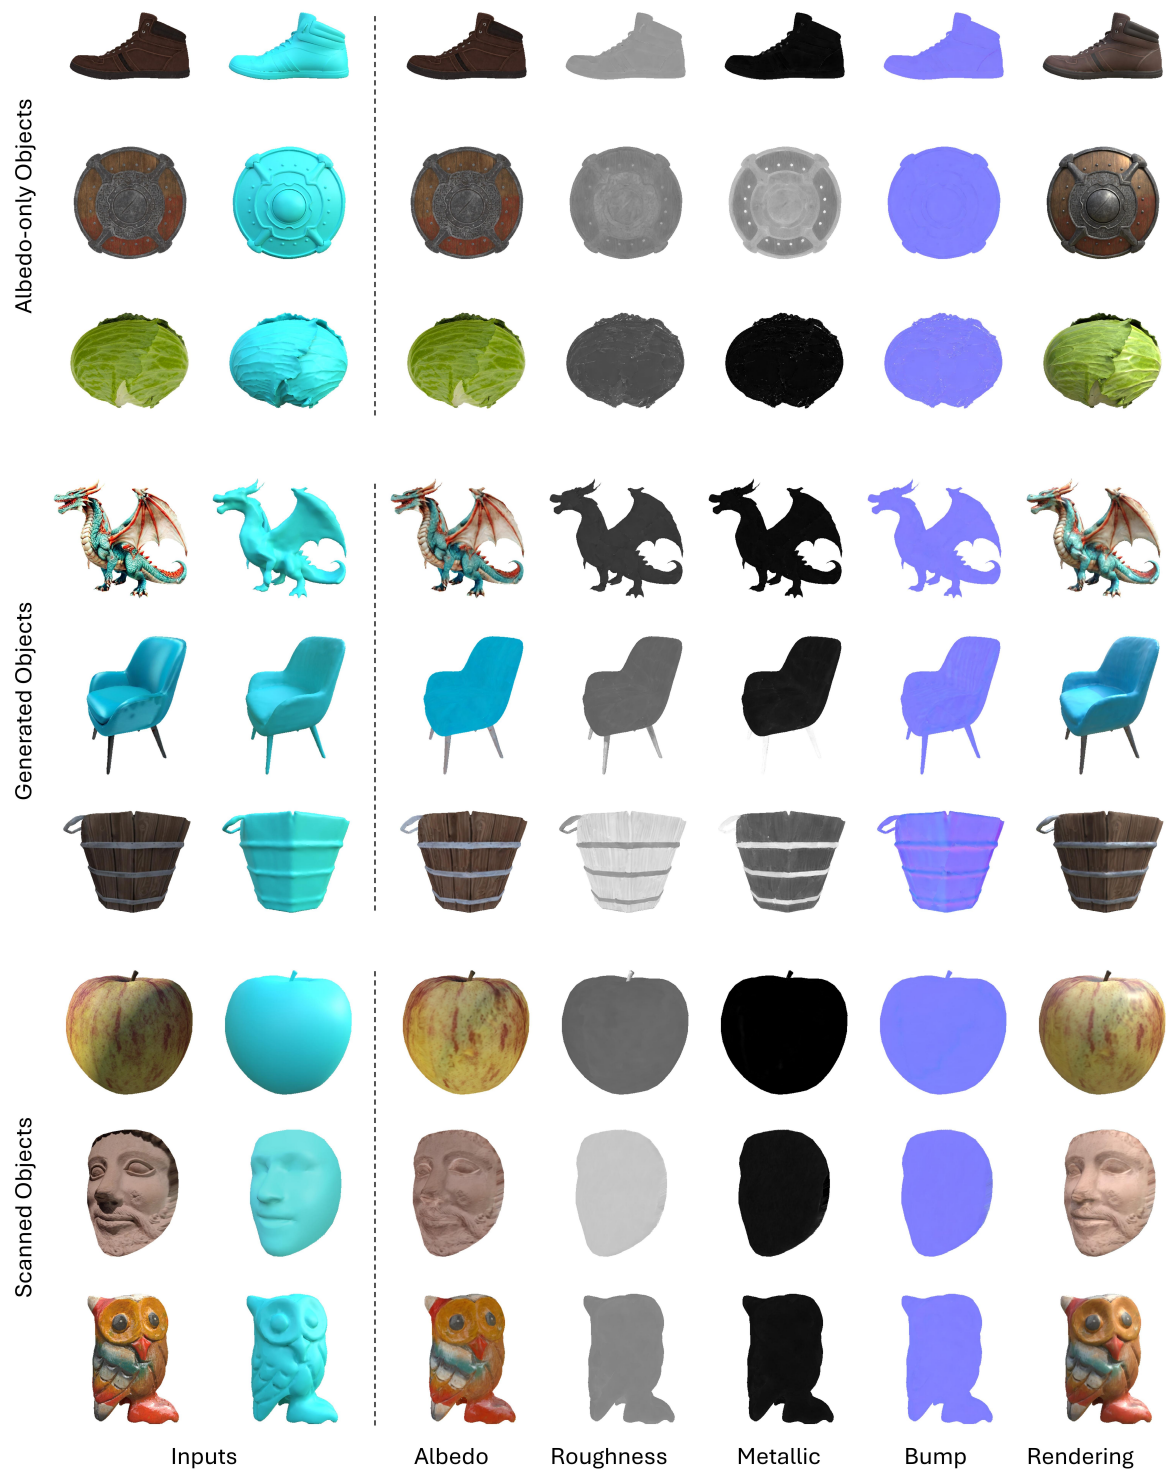 Albedo-only Objects
Generated Objects
Scanned Objects
Inputs
Albedo
Roughness
Metallic
Bump
Rendering